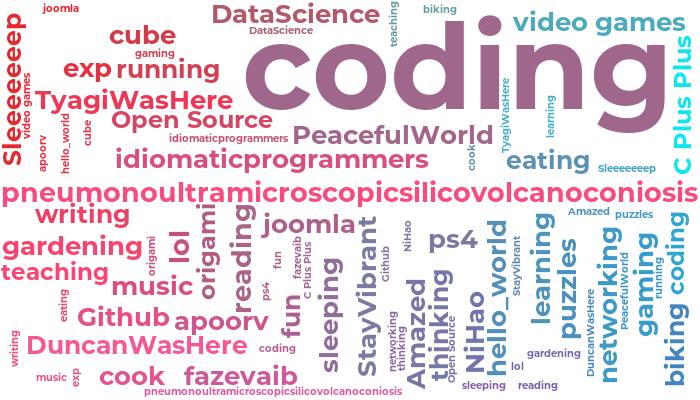 joomla
DataScience
teaching
biking
video games
cube
DataScience
coding
Sleeeeeeep
gaming
C Plus Plus
exp
running
video games
TyagiWasHere
TyagiWasHere
learning
Open Source
apoorv
hello_world
cube
idiomaticprogrammers
PeacefulWorld
cook
idiomaticprogrammers
eating
Sleeeeeeep
pneumonoultramicroscopicsilicovolcanoconiosis
writing
origami
reading
joomla
StayVibrant
NiHao
Amazed
puzzles
coding
gardening
origami
lol
fazevaib
C Plus Plus
fun
Github
ps4
hello_world
StayVibrant
learning
puzzles
networking
PeacefulWorld
gaming
running
teaching
music
ps4
sleeping
eating
Github
apoorv
fun
Amazed
thinking
NiHao
DuncanWasHere
biking
writing
DuncanWasHere
coding
networking
thinking
Open Source
gardening
music
exp
cook
fazevaib
lol
sleeping
reading
pneumonoultramicroscopicsilicovolcanoconiosis